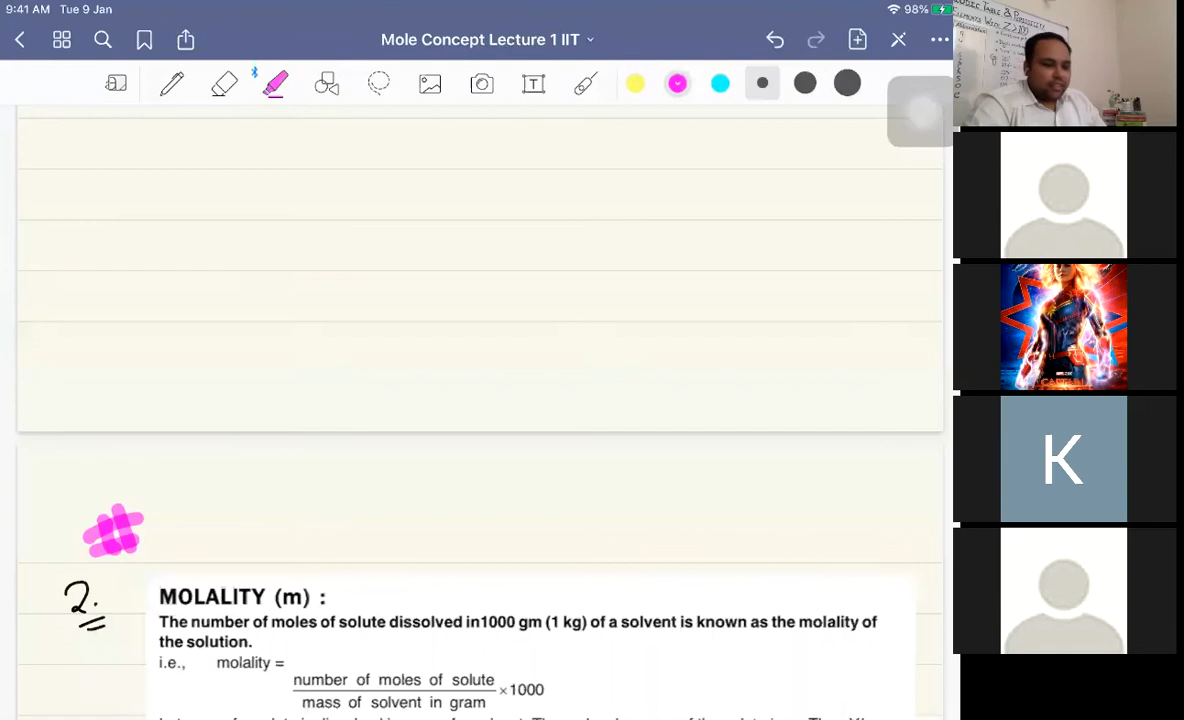 9:41 AM Tue 9 Jan
98%
Mole Concept Lecture 1 IIT
#
2.
MOLALITY (m) :
The number of moles of solute dissolved in1000 gm (1 kg) of a solvent is known as the molality of
the solution.
i.e., molality =
number of moles of solute
mass of solvent in gram
×1000
K